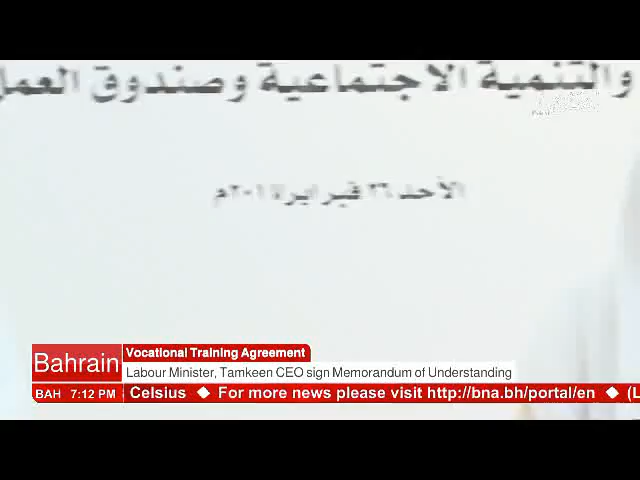 والتنمية الاجتماعية وصندوق العمل
الأحد ٢٦ فبراير
Bahrain
Vocational Training Agreement
Labour Minister, Tamkeen CEO sign Memorandum of Understanding
BAH 7:12 PM Celsius ◆ For more news please visit http://bna.bh/portal/en ◆ (L